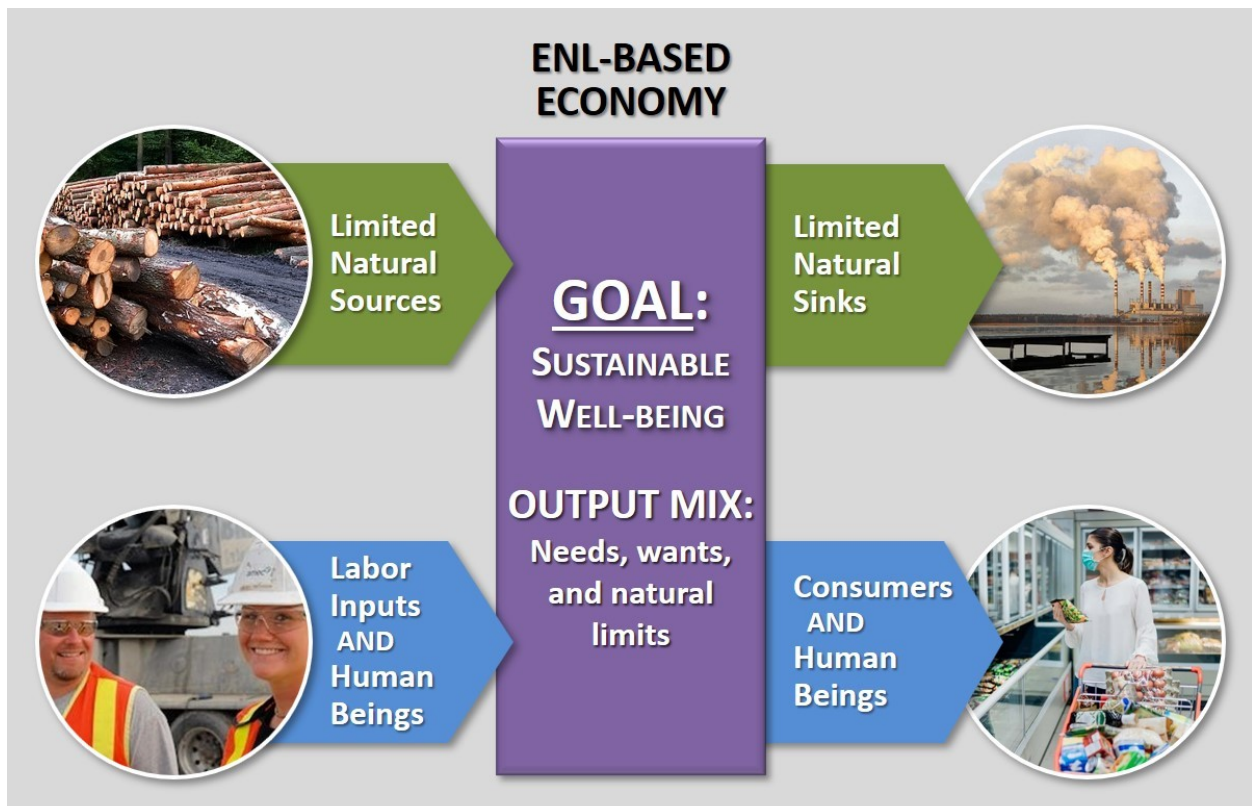 ENL-BASED
ECONOMY
Limited
Natural
Sources
GOAL:
SUSTAINABLE
WELL-BEING
OUTPUT MIX:
Needs, wants,
and natural
limits
Limited
Natural
Sinks
Labor
Inputs
AND
Human
Beings
Consumers
AND
Human
Beings